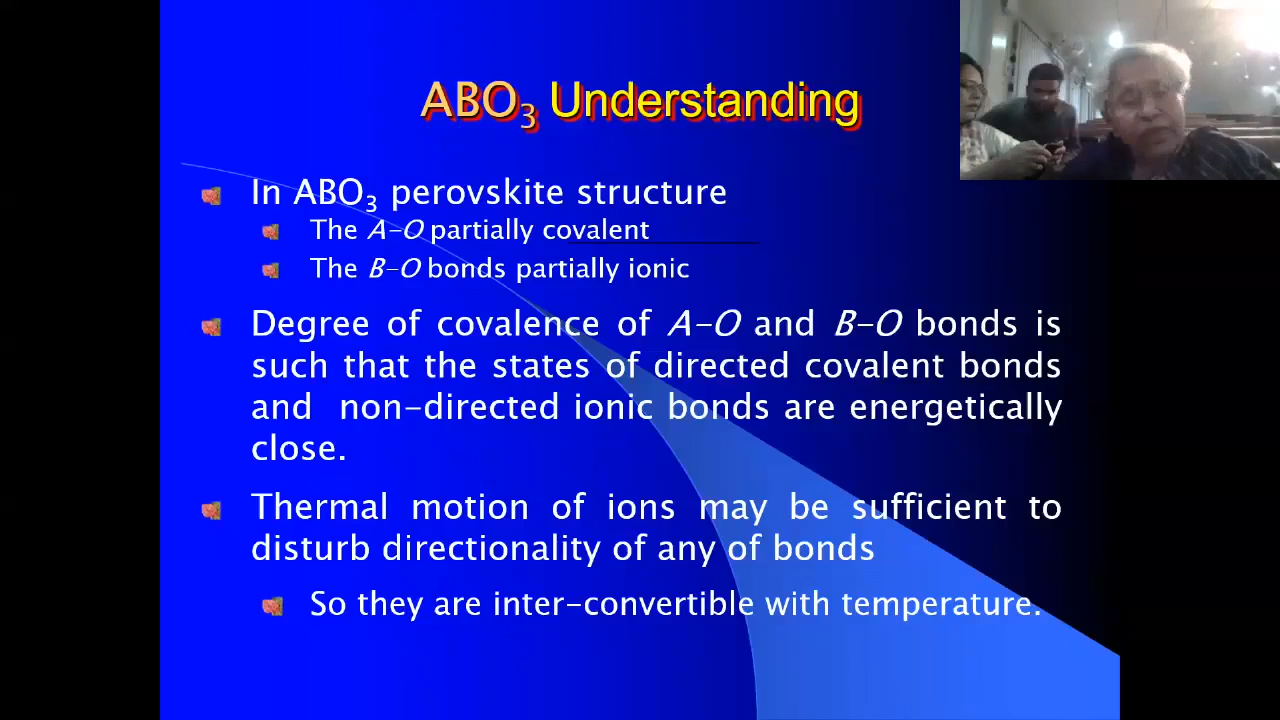 ABO₃ Understanding
In ABO₃ perovskite structure
The A–O partially covalent
The B–O bonds partially ionic
Degree of covalence of A–O and B–O bonds is
such that the states of directed covalent bonds
and non–directed ionic bonds are energetically
close.
Thermal motion of ions may be sufficient to
disturb directionality of any of bonds
So they are inter–convertible with temperature.